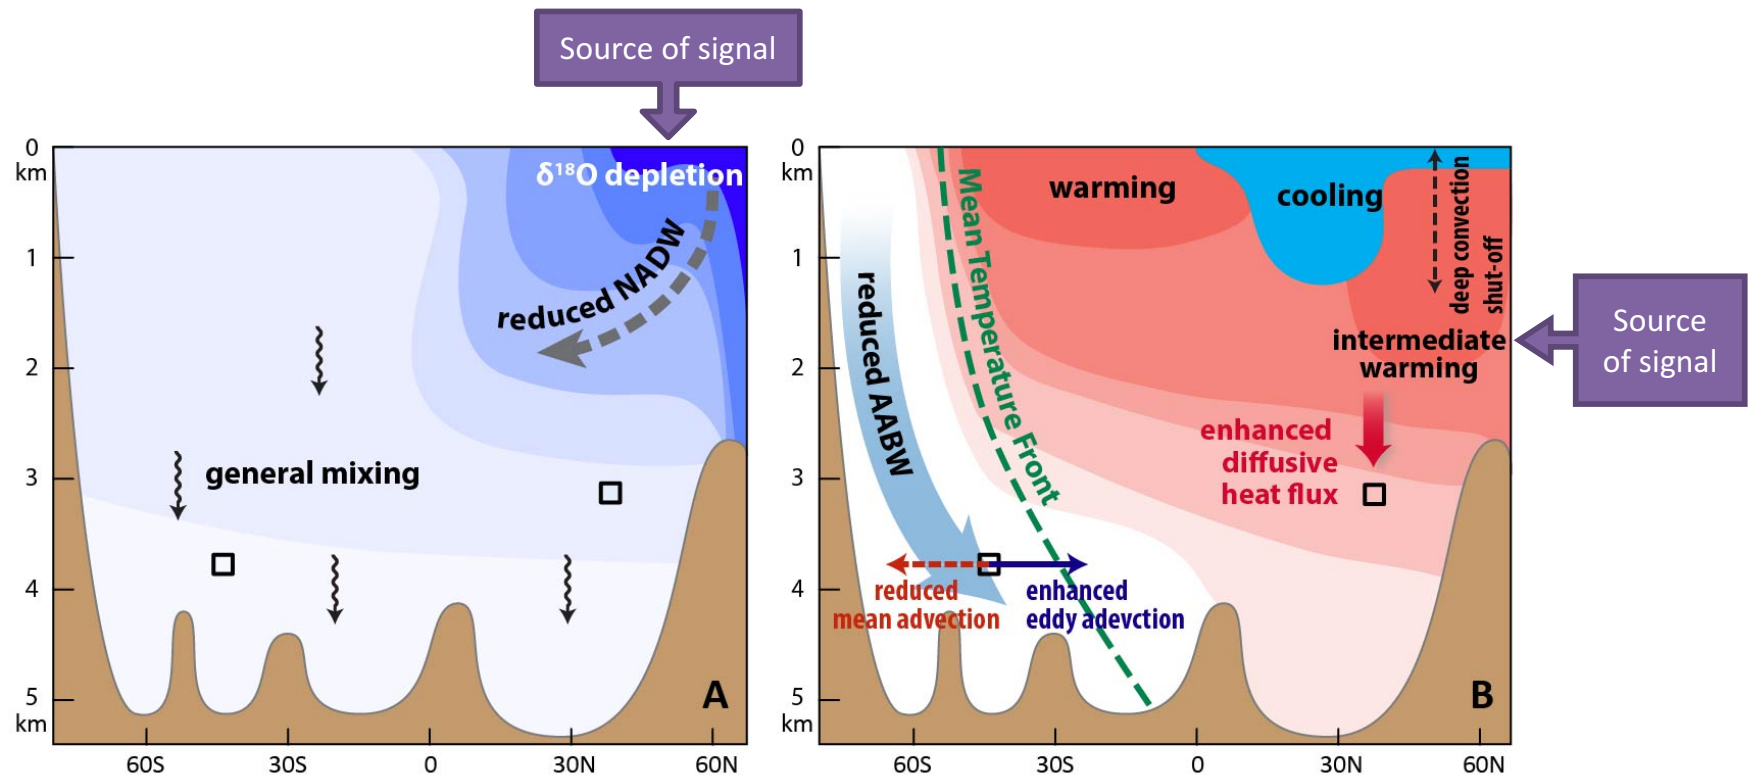 Source of signal
0
km
1
2
3
4
5
km
δ¹⁸O depletion
reduced NADW
general mixing
A
60S
30S
0
30N
60N
0
km
1
2
3
4
5
km
Mean Temperature Front
warming
cooling
deep convection
shut-off
reduced AABW
intermediate
warming
enhanced
diffusive
heat flux
reduced
mean advection
enhanced
eddy adevction
B
60S
30S
0
30N
60N
Source
of signal